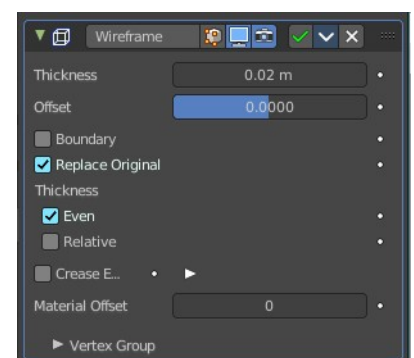 Wireframe
Thickness 0.02 m
Offset 0.0000
Boundary
Replace Original
Thickness
Even
Relative
Crease E...
Material Offset 0
Vertex Group